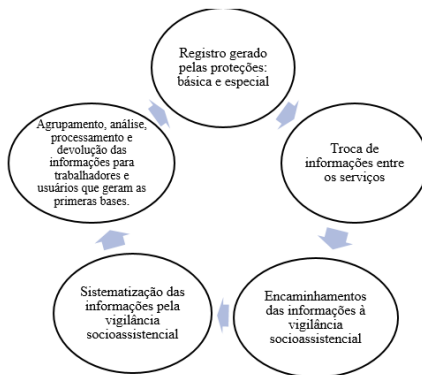 Registro gerado
pelas proteções:
básica e especial
Troca de
informações entre
os serviços
Encaminhamentos
das informações à
vigilância
socioassistencial
Sistematização das
informações pela
vigilância
socioassistencial
Agrupamento, análise,
processamento e
devolução das
informações para
trabalhadores e
usuários que geram as
primeiras bases.